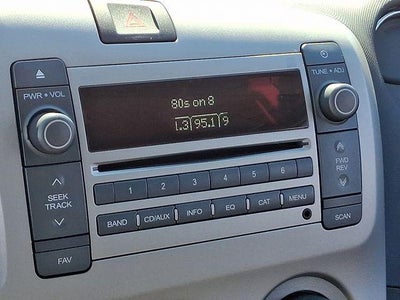 PWR • VOL
TUNE • ADJ
80s on 8
1.3 95.1 9
1 2 3 4 5 6
SEEK
TRACK
FWD
REV
BAND CD/AUX INFO EQ CAT MENU
FAV
SCAN